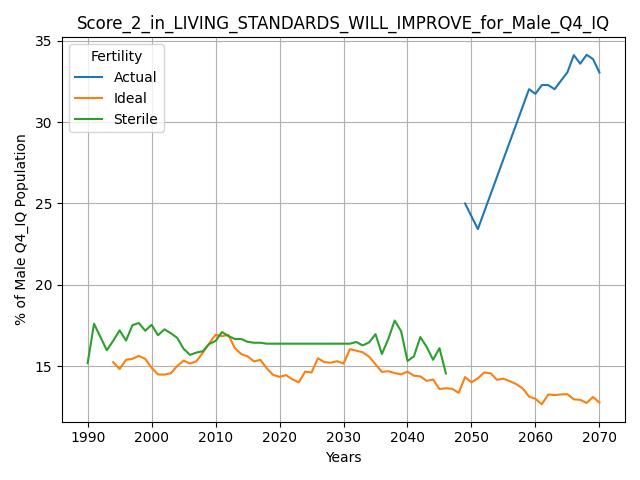 Score_2_in_LIVING_STANDARDS_WILL_IMPROVE_for_Male_Q4_IQ
Fertility
Actual
Ideal
Sterile
% of Male Q4_IQ Population
35
30
25
20
15
1990 2000 2010 2020 2030 2040 2050 2060 2070
Years